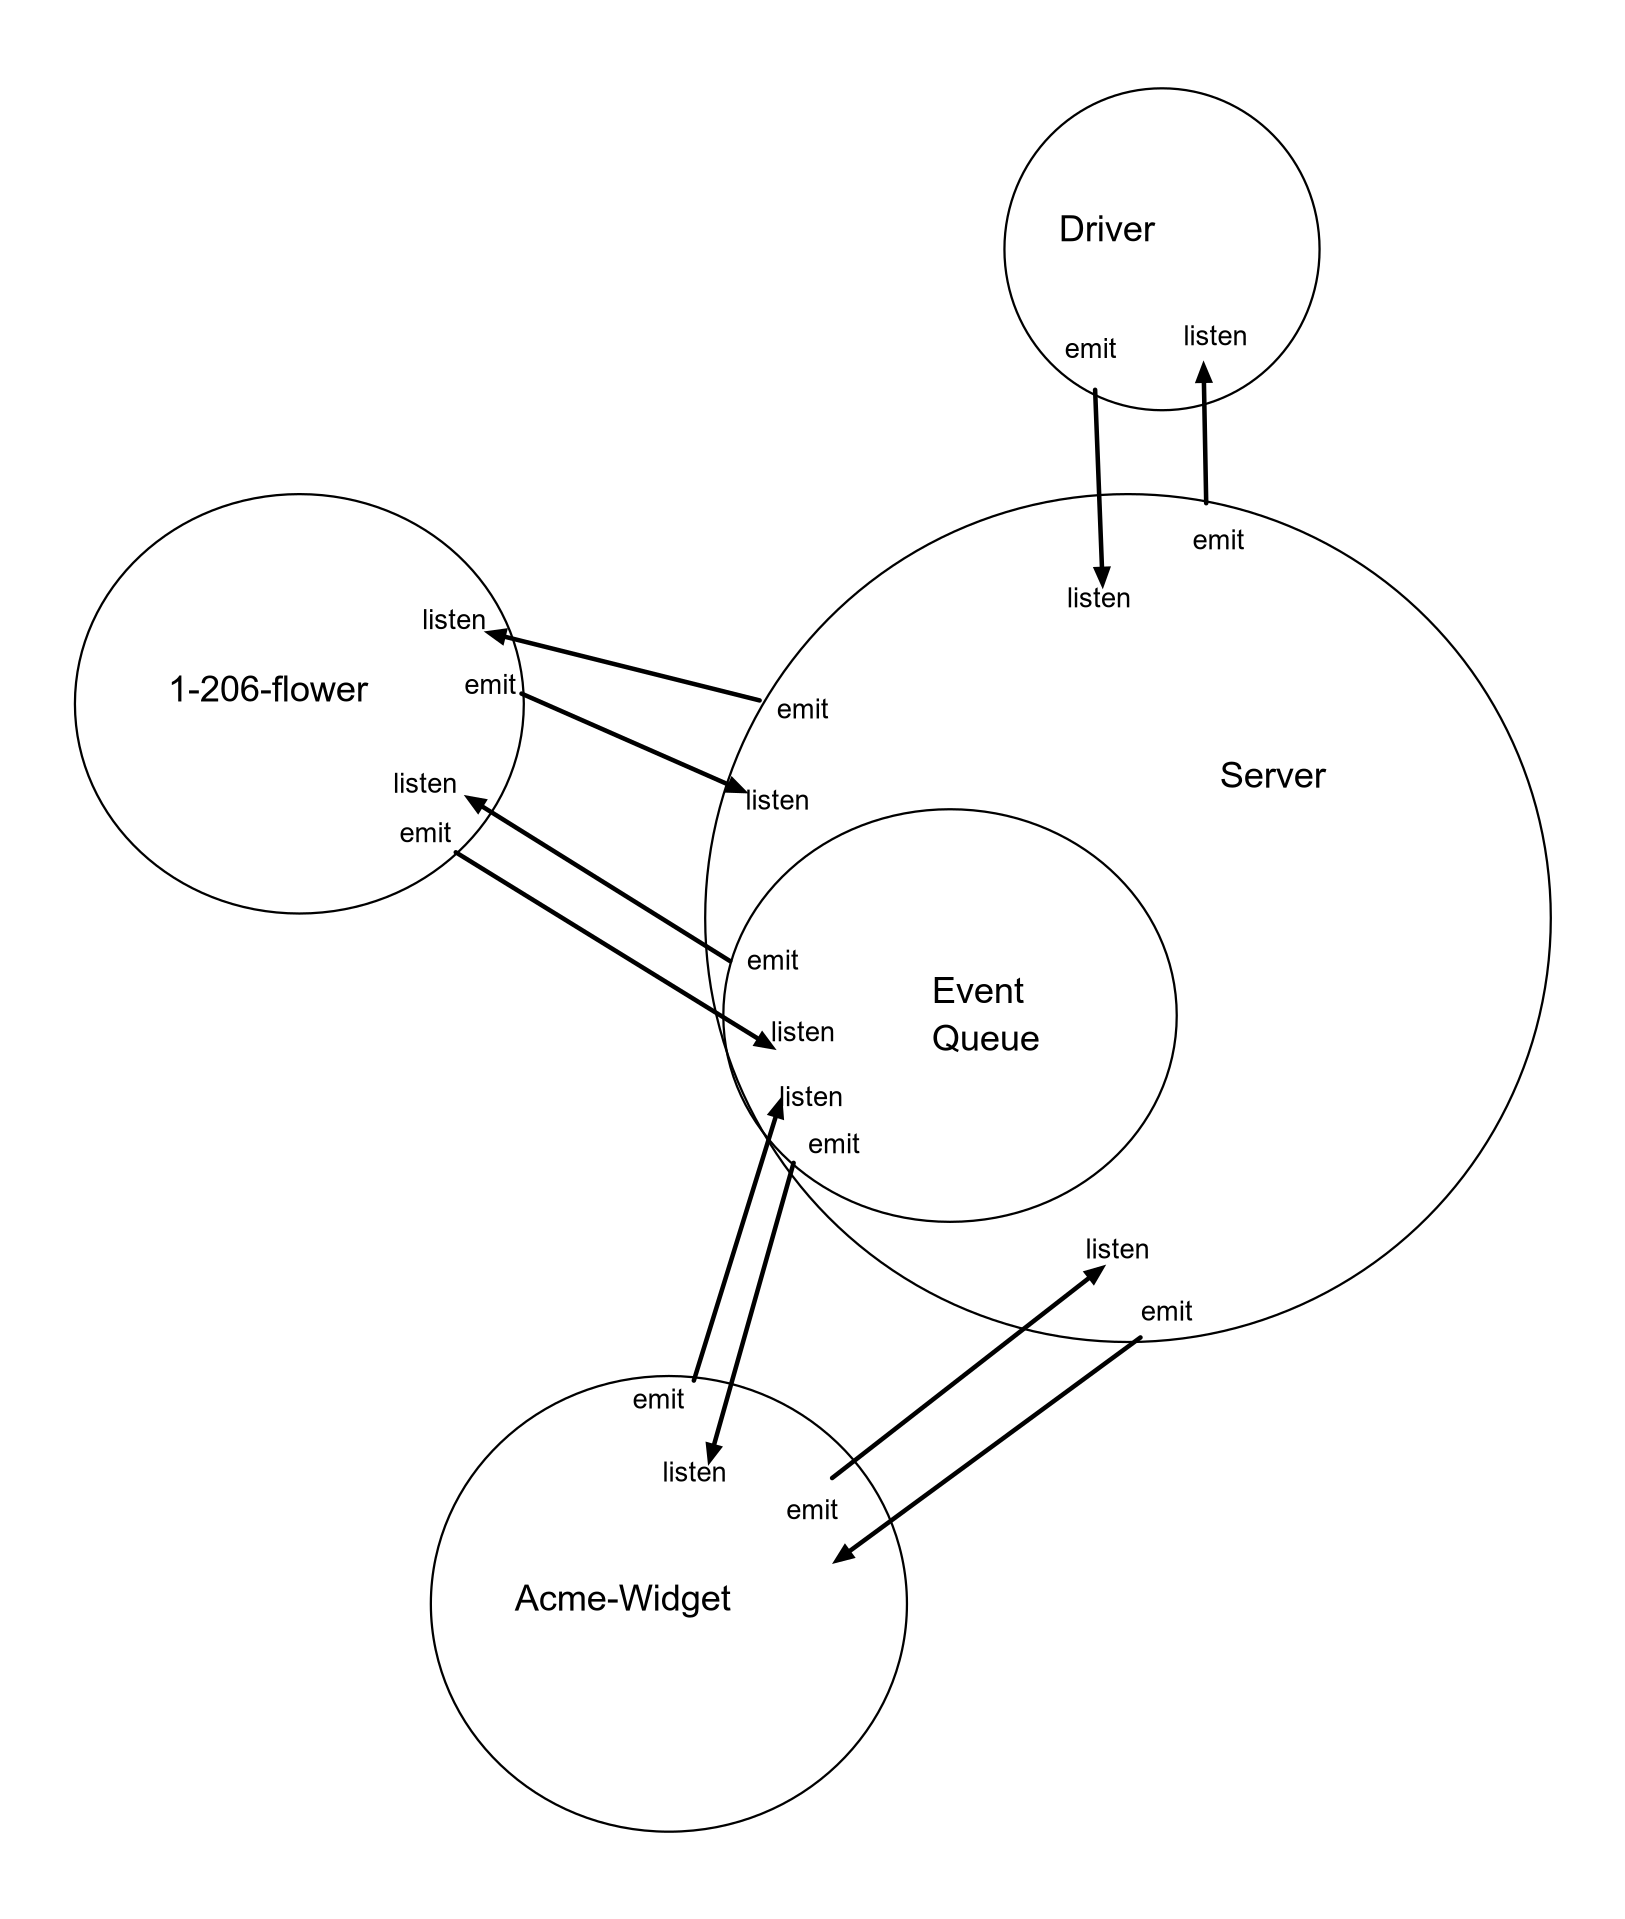 Driver
listen
emit
emit
listen
listen
1-206-flower
emit
emit
Server
listen
listen
emit
emit
Event
Queue
listen
listen
emit
listen
emit
emit
listen
emit
Acme-Widget